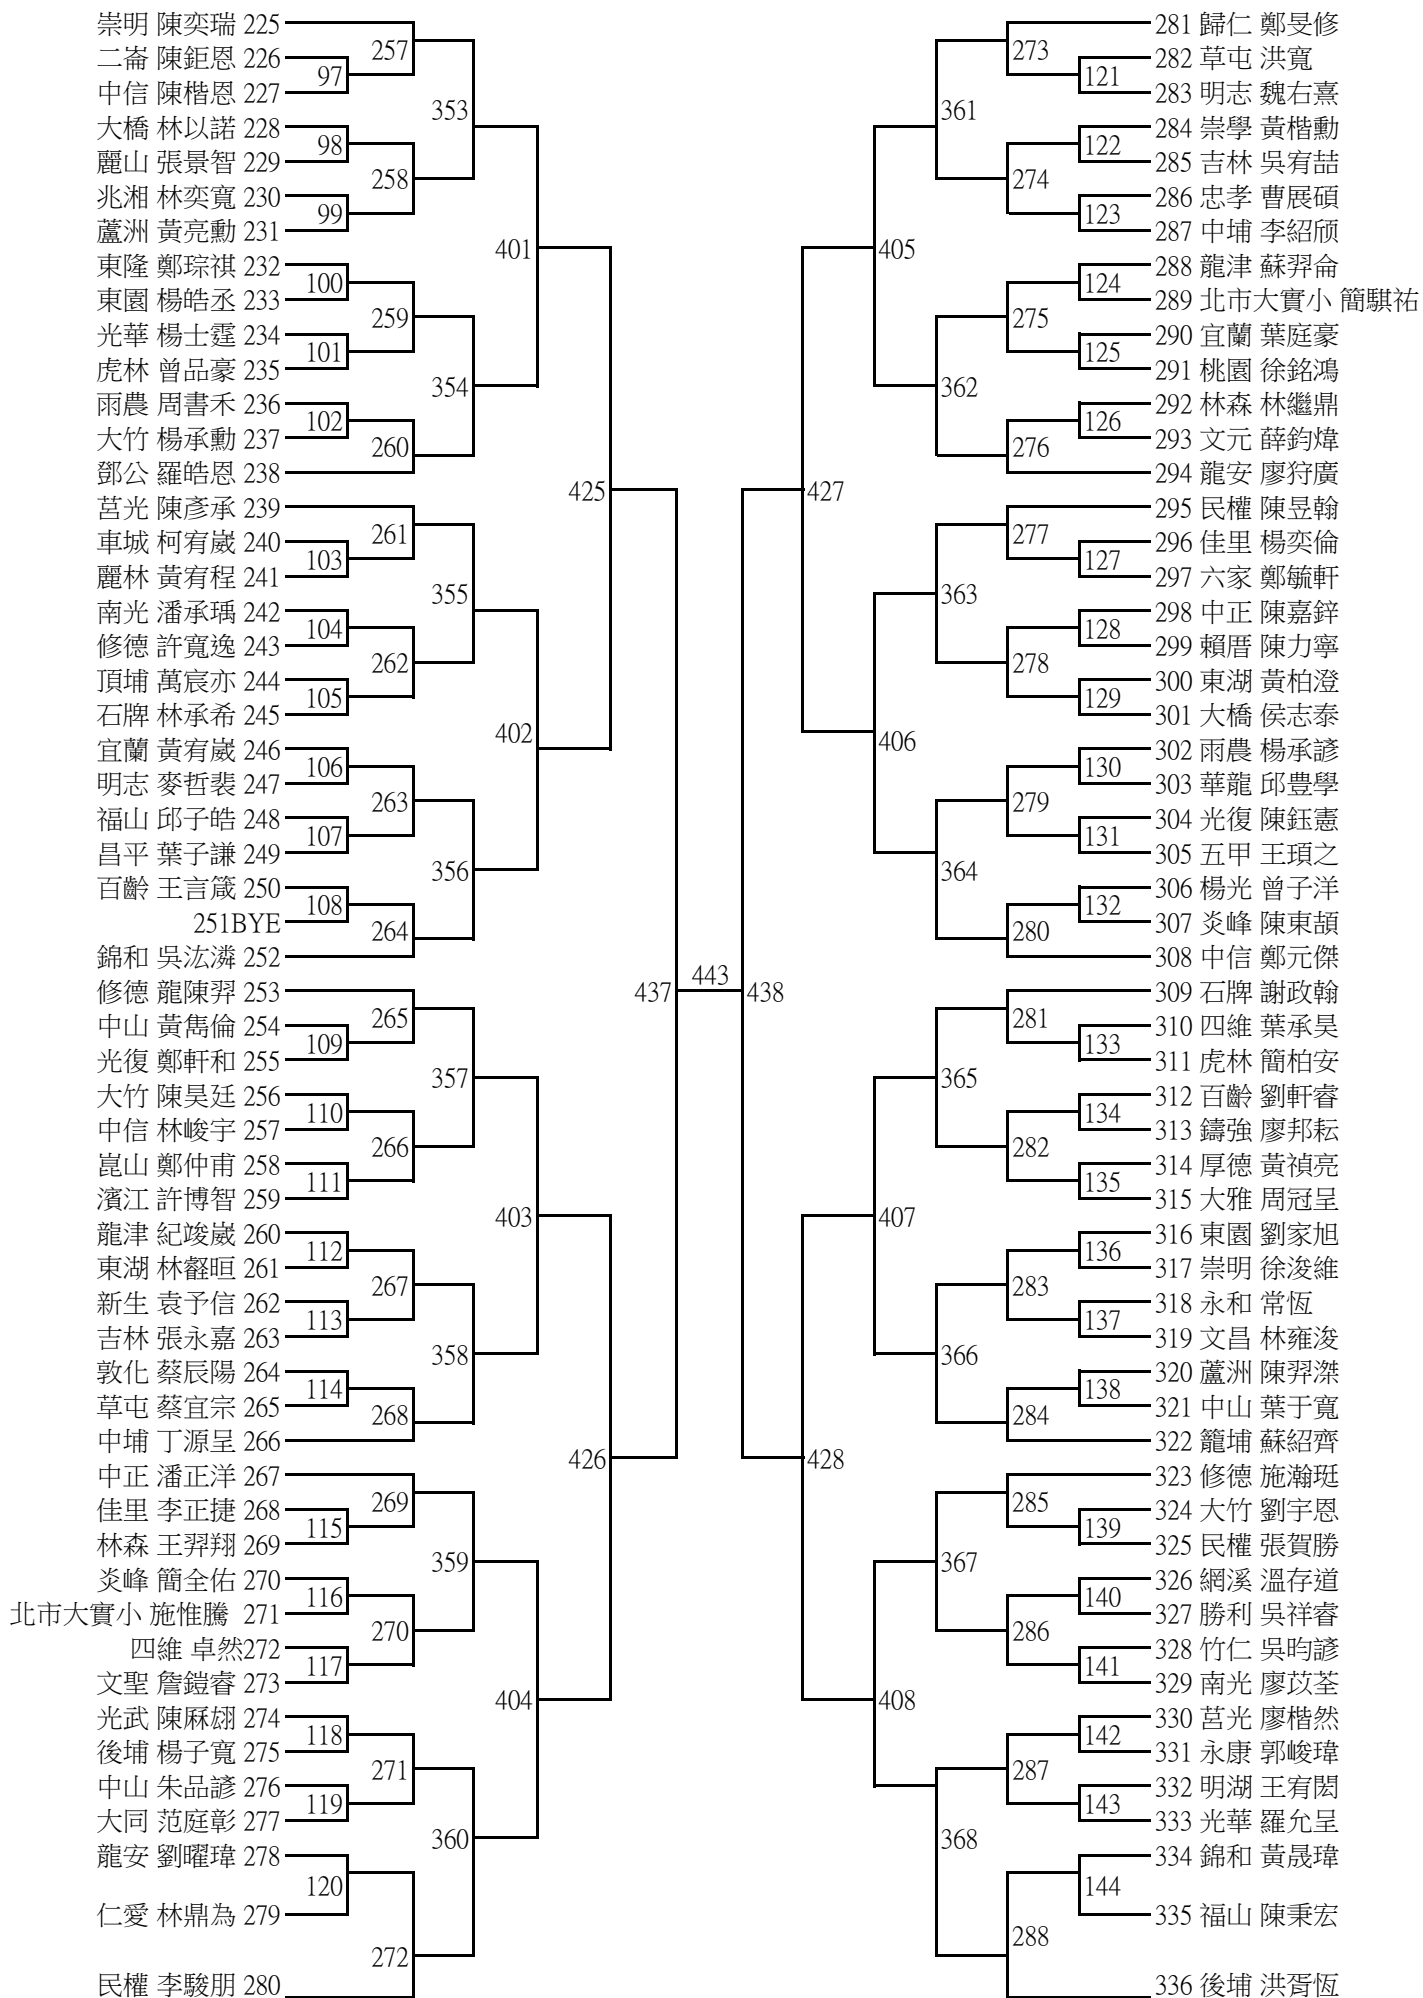 崇明 陳奕瑞 225
二崙 陳鉅恩 226
中信 陳楷恩 227
大橋 林以諾 228
麗山 張景智 229
兆湘 林奕寬 230
蘆洲 黃亮勳 231
東隆 鄭琮祺 232
東園 楊皓丞 233
光華 楊士霆 234
虎林 曾品豪 235
雨農 周書禾 236
大竹 楊承勳 237
鄧公 羅皓恩 238
莒光 陳彥承 239
車城 柯宥崴 240
麗林 黃宥程 241
南光 潘承瑀 242
修德 許寬逸 243
頂埔 萬宸亦 244
石牌 林承希 245
宜蘭 黃宥崴 246
明志 麥哲裴 247
福山 邱子皓 248
昌平 葉子謙 249
百齡 王言箴 250
251BYE
錦和 吳汯潾 252
修德 龍陳羿 253
中山 黃雋倫 254
光復 鄭軒和 255
大竹 陳昊廷 256
中信 林峻宇 257
崑山 鄭仲甫 258
濱江 許博智 259
龍津 紀竣崴 260
東湖 林叡晅 261
新生 袁予信 262
吉林 張永嘉 263
敦化 蔡辰陽 264
草屯 蔡宜宗 265
中埔 丁源呈 266
中正 潘正洋 267
佳里 李正捷 268
林森 王羿翔 269
炎峰 簡全佑 270
北市大實小 施惟騰 271
四維 卓然272
文聖 詹鎧睿 273
光武 陳冧翃 274
後埔 楊子寬 275
中山 朱品諺 276
大同 范庭彰 277
龍安 劉曜瑋 278
仁愛 林鼎為 279
民權 李駿朋 280
97
98
99
100
101
102
103
104
105
106
107
108
109
110
111
112
113
114
115
116
117
118
119
120
257
258
259
260
261
262
263
264
265
266
267
268
269
270
271
272
353
354
355
356
357
358
359
360
401
402
403
404
425
426
437
443
438
427
428
405
406
407
408
361
362
363
364
365
366
367
368
273
274
275
276
277
278
279
280
281
282
283
284
285
286
287
288
121
122
123
124
125
126
127
128
129
130
131
132
133
134
135
136
137
138
139
140
141
142
143
144
281 歸仁 鄭旻修
282 草屯 洪寬
283 明志 魏右熹
284 崇學 黃楷勳
285 吉林 吳宥喆
286 忠孝 曹展碩
287 中埔 李紹頎
288 龍津 蘇羿侖
289 北市大實小 簡騏祐
290 宜蘭 葉庭豪
291 桃園 徐銘鴻
292 林森 林繼鼎
293 文元 薛鈞煒
294 龍安 廖狩廣
295 民權 陳昱翰
296 佳里 楊奕倫
297 六家 鄭毓軒
298 中正 陳嘉鋅
299 賴厝 陳力寧
300 東湖 黃柏澄
301 大橋 侯志泰
302 雨農 楊承諺
303 華龍 邱豊學
304 光復 陳鈺憲
305 五甲 王頊之
306 楊光 曾子洋
307 炎峰 陳東頡
308 中信 鄭元傑
309 石牌 謝政翰
310 四維 葉承昊
311 虎林 簡柏安
312 百齡 劉軒睿
313 鑄強 廖邦耘
314 厚德 黃禎亮
315 大雅 周冠呈
316 東園 劉家旭
317 崇明 徐浚維
318 永和 常恆
319 文昌 林雍浚
320 蘆洲 陳羿滐
321 中山 葉于寬
322 籠埔 蘇紹齊
323 修德 施瀚珽
324 大竹 劉宇恩
325 民權 張賀勝
326 網溪 溫存道
327 勝利 吳祥睿
328 竹仁 吳昀諺
329 南光 廖苡荃
330 莒光 廖楷然
331 永康 郭峻瑋
332 明湖 王宥閎
333 光華 羅允呈
334 錦和 黃晟瑋
335 福山 陳秉宏
336 後埔 洪胥恆